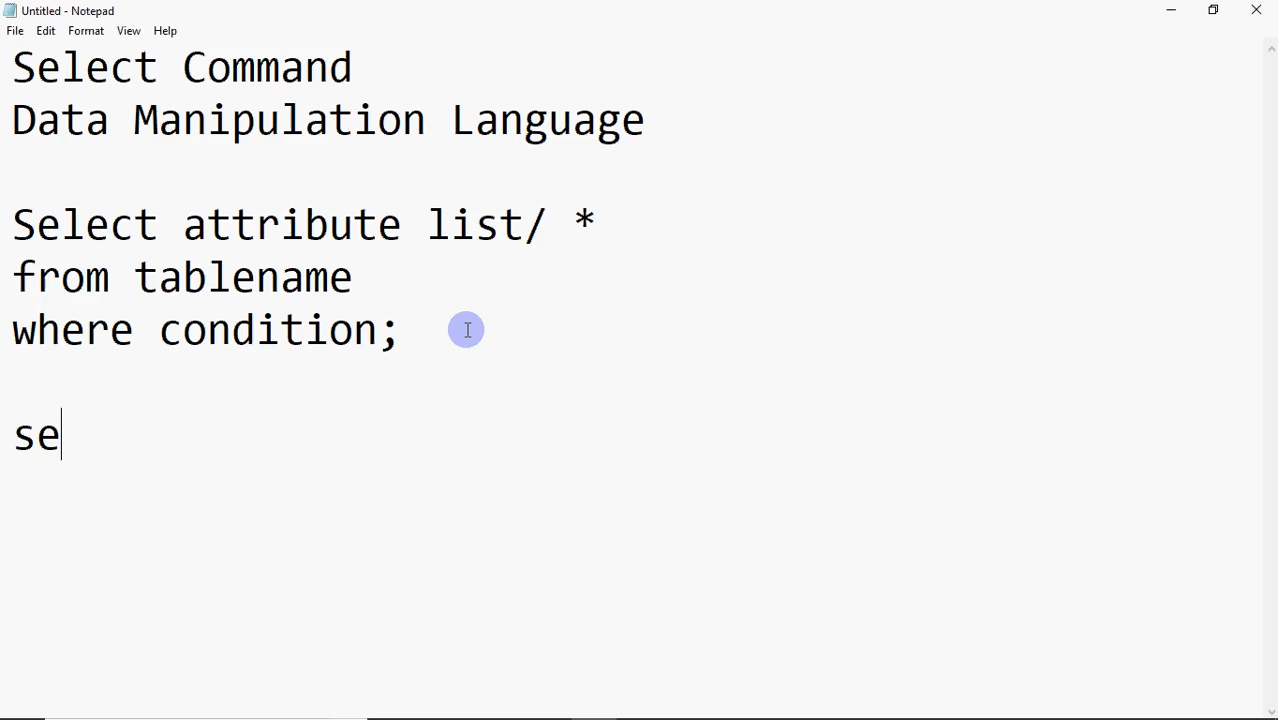 Untitled - Notepad
File Edit Format View Help
Select Command
Data Manipulation Language
Select attribute list/ *
from tablename
where condition;
se